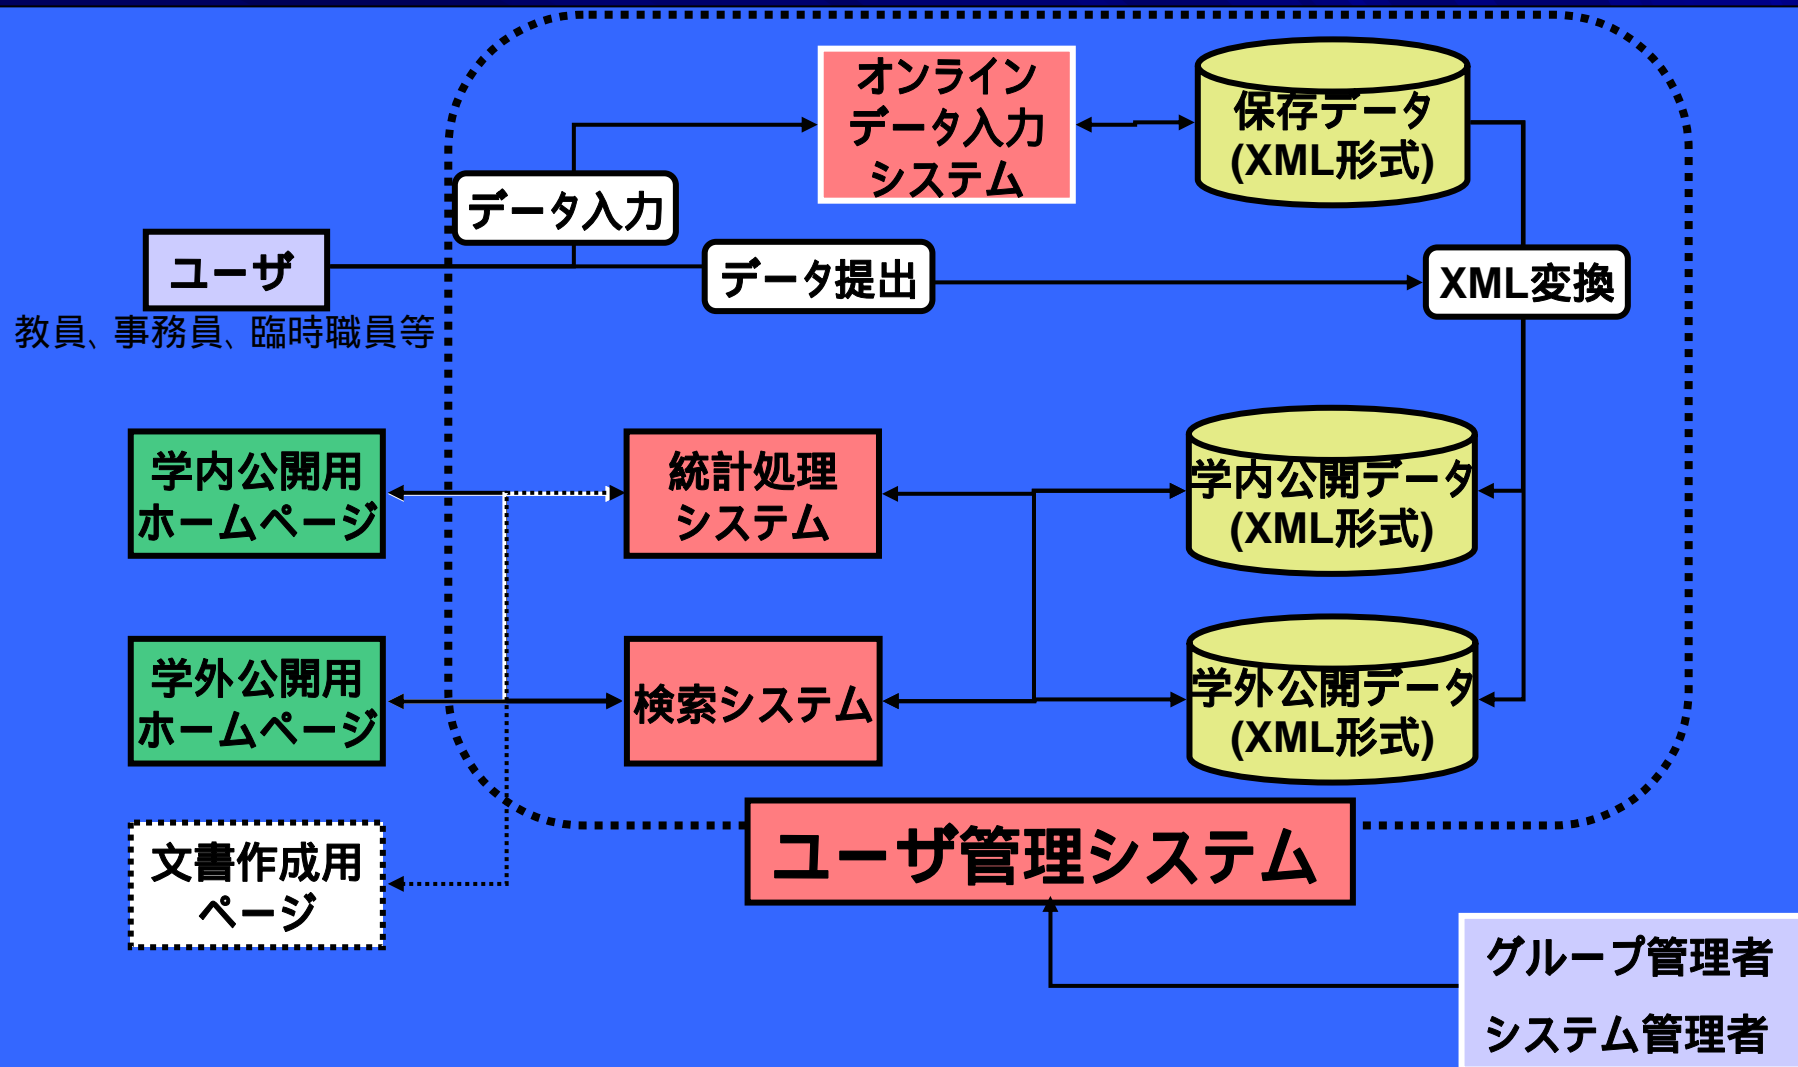 オンライン
データ入力
システム
保存データ
(XML形式)
データ入力
ユーザ
データ提出
XML変換
教員、事務員、臨時職員等
学内公開用
ホームページ
統計処理
システム
学内公開データ
(XML形式)
学外公開用
ホームページ
検索システム
学外公開データ
(XML形式)
文書作成用
ページ
ユーザ管理システム
グループ管理者
システム管理者